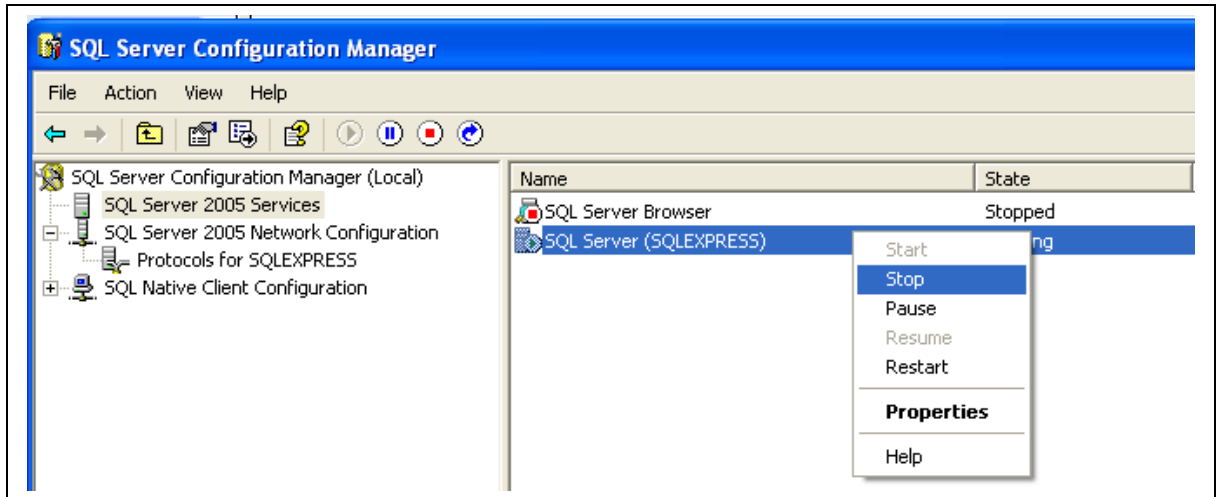 SQL Server Configuration Manager
File Action View Help
SQL Server Configuration Manager (Local)
SQL Server 2005 Services
SQL Server 2005 Network Configuration
Protocols for SQLEXPRESS
SQL Native Client Configuration
Name State
SQL Server Browser Stopped
SQL Server (SQLEXPRESS) ng
Start
Stop
Pause
Resume
Restart
Properties
Help